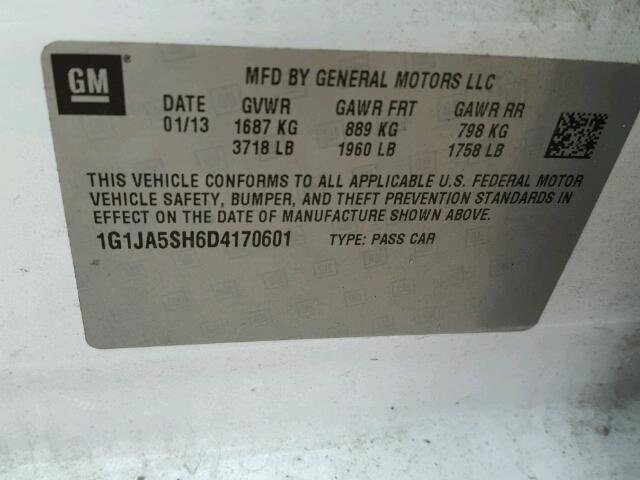 GM®
MFD BY GENERAL MOTORS LLC
DATE GVWR GAWR FRT GAWR RR
01/13 1687 KG 889 KG 798 KG
3718 LB 1960 LB 1758 LB
THIS VEHICLE CONFORMS TO ALL APPLICABLE U.S. FEDERAL MOTOR
VEHICLE SAFETY, BUMPER, AND THEFT PREVENTION STANDARDS IN
EFFECT ON THE DATE OF MANUFACTURE SHOWN ABOVE.
1G1JA5SH6D4170601 TYPE: PASS CAR